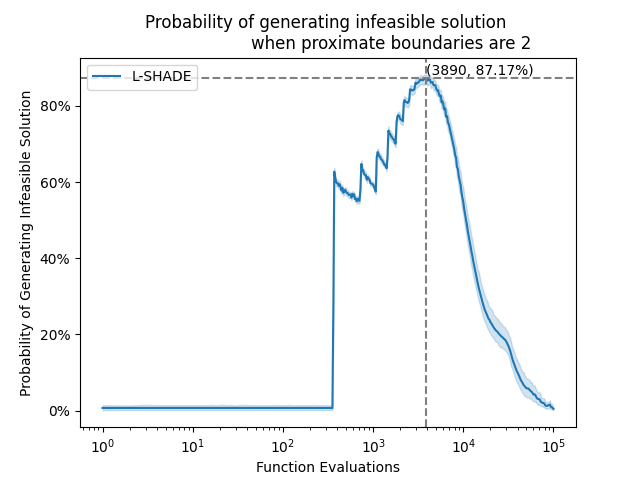 Probability of generating infeasible solution
when proximate boundaries are 2
(3890, 87.17%)
L-SHADE
80%
60%
40%
20%
0%
Probability of Generating Infeasible Solution
10⁰ 10¹ 10² 10³ 10⁴ 10⁵
Function Evaluations